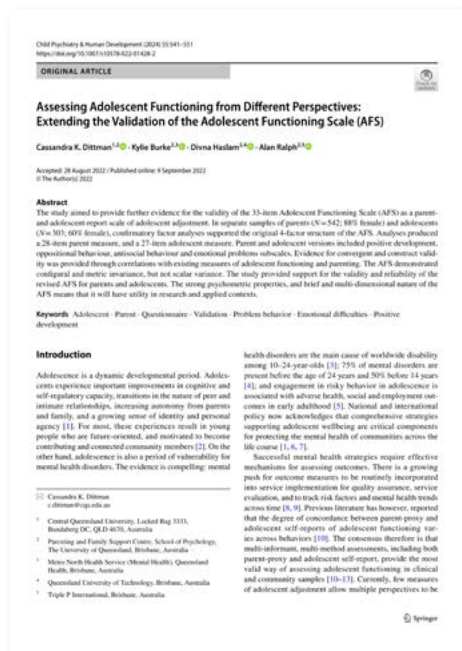 Child Psychiatry & Human Development (2024) 55:541–551
https://doi.org/10.1007/s10578-022-01428-2
ORIGINAL ARTICLE
Assessing Adolescent Functioning from Different Perspectives:
Extending the Validation of the Adolescent Functioning Scale (AFS)
Cassandra K. Dittman1,2 · Kylie Burke2,3 · Divna Haslam2,4 · Alan Ralph2,5
Accepted: 28 August 2022 / Published online: 9 September 2022
© The Author(s) 2022
Abstract
The study aimed to provide further evidence for the validity of the 33-item Adolescent Functioning Scale (AFS) as a parent-
and adolescent-report scale of adolescent adjustment. In separate samples of parents (N = 542; 88% female) and adolescents
(N = 303; 60% female), confirmatory factor analyses supported the original 4-factor structure of the AFS. Analyses produced
a 28-item parent measure, and a 27-item adolescent measure. Parent and adolescent versions included positive development,
oppositional behaviour, antisocial behaviour and emotional problems subscales. Evidence for convergent and construct valid-
ity was provided through correlations with existing measures of adolescent functioning and parenting. The AFS demonstrated
configural and metric invariance, but not scalar variance. The study provided support for the validity and reliability of the
revised AFS for parents and adolescents. The strong psychometric properties, and brief and multi-dimensional nature of the
AFS means that it will have utility in research and applied contexts.
Keywords Adolescent · Parent · Questionnaire · Validation · Problem behavior · Emotional difficulties · Positive
development
Introduction
Adolescence is a dynamic developmental period. Adoles-
cents experience important improvements in cognitive and
self-regulatory capacity, transitions in the nature of peer and
intimate relationships, increasing autonomy from parents
and family, and a growing sense of identity and personal
agency [1]. For most, these experiences result in young
people who are future-oriented, and motivated to become
contributing and connected community members [2]. On the
other hand, adolescence is also a period of vulnerability for
mental health disorders. The evidence is compelling: mental
Cassandra K. Dittman
c.dittman@cqu.edu.au
1 Central Queensland University, Locked Bag 3333,
Bundaberg DC, QLD 4670, Australia
2 Parenting and Family Support Centre, School of Psychology,
The University of Queensland, Brisbane, Australia
3 Metro North Health Service (Mental Health), Queensland
Health, Brisbane, Australia
4 Queensland University of Technology, Brisbane, Australia
5 Triple P International, Brisbane, Australia
health disorders are the main cause of worldwide disability
among 10–24-year-olds [3]; 75% of mental disorders are
present before the age of 24 years and 50% before 14 years
[4]; and engagement in risky behavior in adolescence is
associated with adverse health, social and employment out-
comes in early adulthood [5]. National and international
policy now acknowledges that comprehensive strategies
supporting adolescent wellbeing are critical components
for protecting the mental health of communities across the
life course [1, 6, 7].
Successful mental health strategies require effective
mechanisms for assessing outcomes. There is a growing
push for outcome measures to be routinely incorporated
into service implementation for quality assurance, service
evaluation, and to track risk factors and mental health trends
across time [8, 9]. Previous literature has however, reported
that the degree of concordance between parent-proxy and
adolescent self-reports of adolescent functioning var-
ies across behaviors [10]. The consensus therefore is that
multi-informant, multi-method assessments, including both
parent-proxy and adolescent self-report, provide the most
valid way of assessing adolescent functioning in clinical
and community samples [10–13]. Currently, few measures
of adolescent adjustment allow multiple perspectives to be
Springer